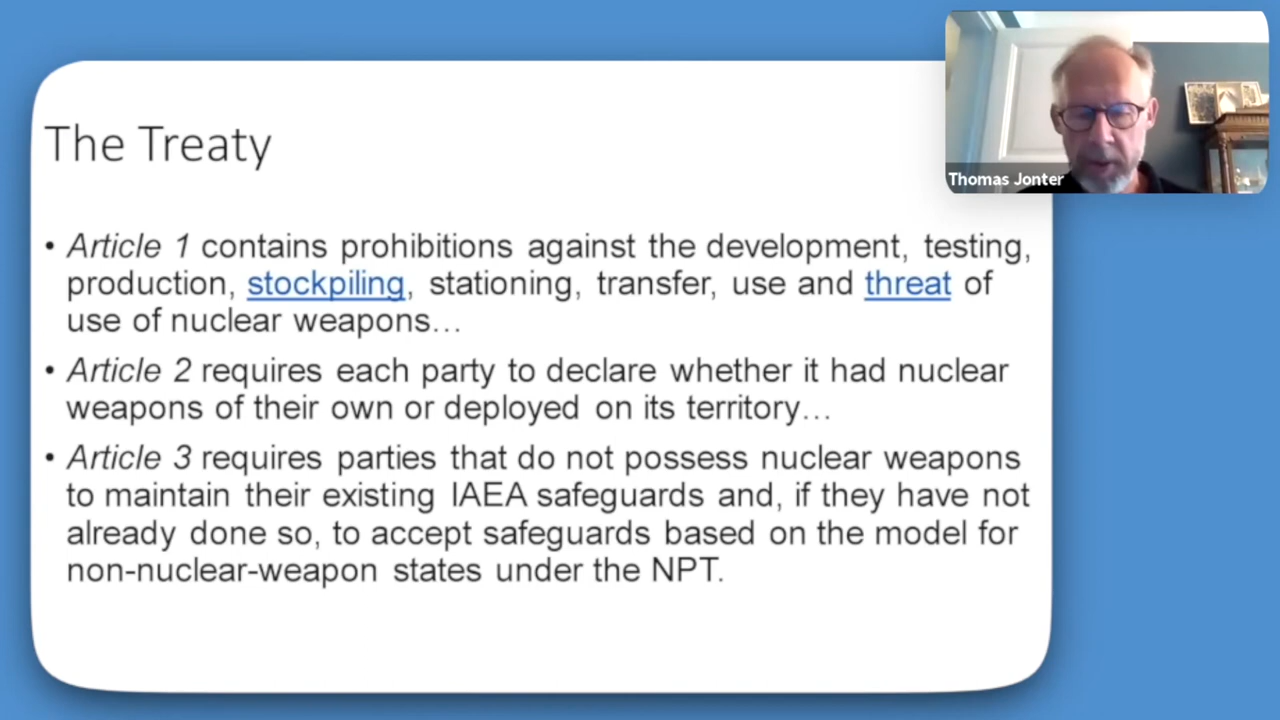 The Treaty
Thomas Jonter
• Article 1 contains prohibitions against the development, testing,
production, stockpiling, stationing, transfer, use and threat of
use of nuclear weapons…
• Article 2 requires each party to declare whether it had nuclear
weapons of their own or deployed on its territory…
• Article 3 requires parties that do not possess nuclear weapons
to maintain their existing IAEA safeguards and, if they have not
already done so, to accept safeguards based on the model for
non-nuclear-weapon states under the NPT.